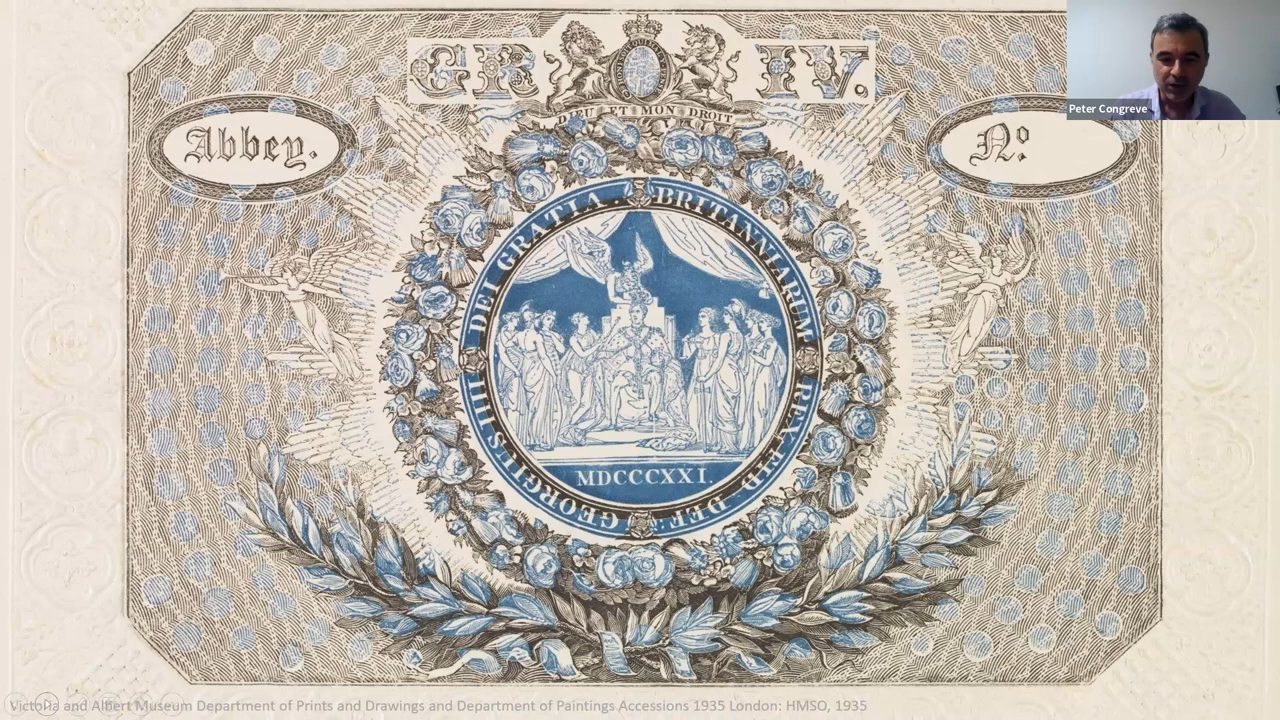 GR IV.
DIEU ET MON DROIT
Peter Congreve
Abbey.
Nº
GEORGIUS IIII DEI GRATIA BRITANNIARUM REX FID DEF
MDCCCXXI.
Victoria and Albert Museum Department of Prints and Drawings and Department of Paintings Accessions 1935 London: HMSO, 1935